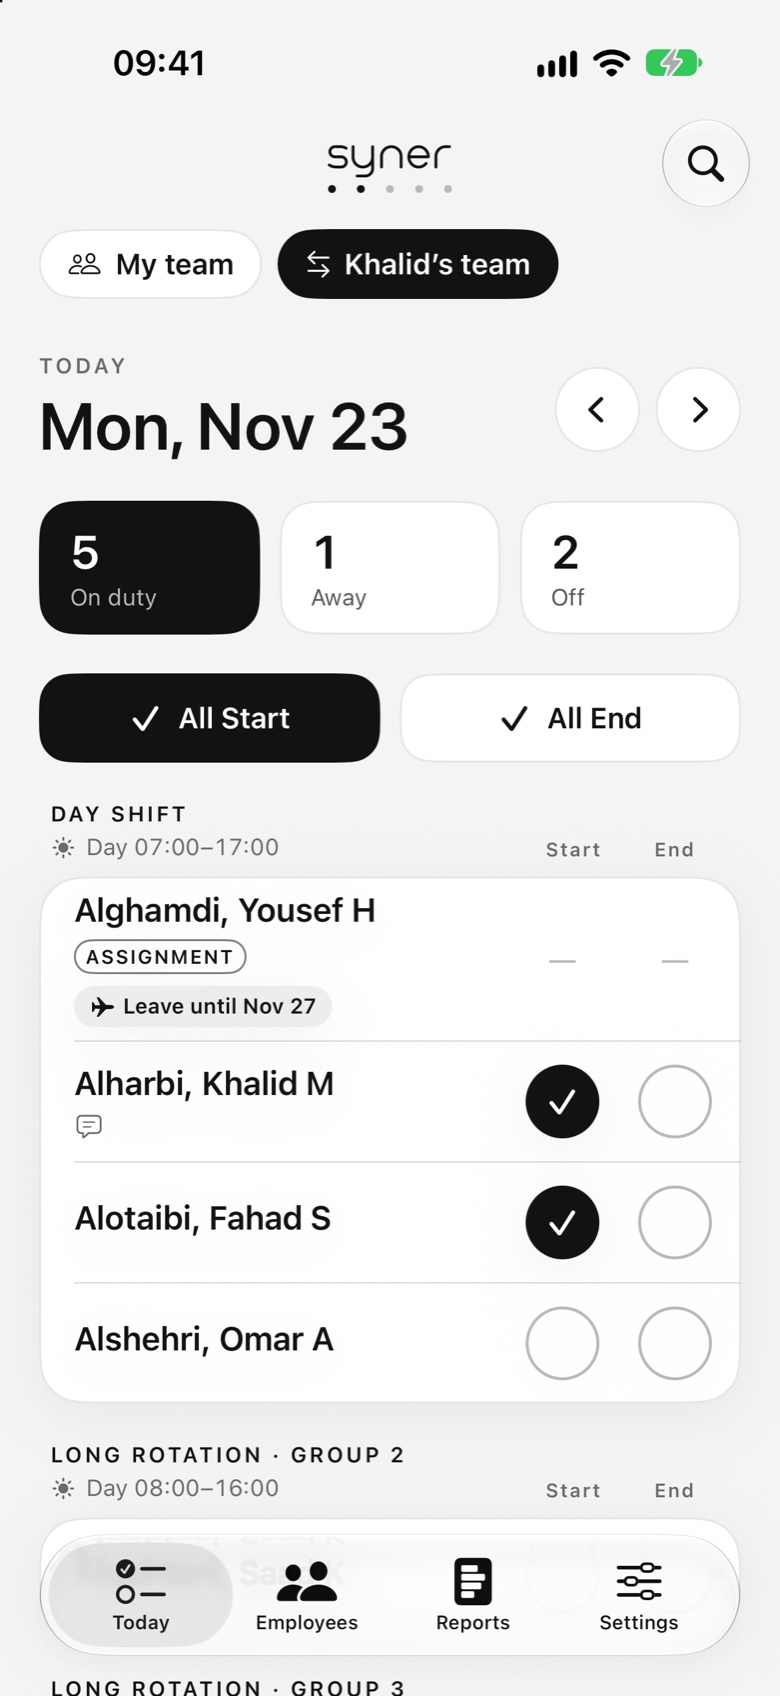 09:41
syner
My team
Khalid’s team
TODAY
Mon, Nov 23
5
On duty
1
Away
2
Off
All Start
All End
DAY SHIFT
Day 07:00–17:00
Start
End
Alghamdi, Yousef H
ASSIGNMENT
— —
Leave until Nov 27
Alharbi, Khalid M
Alotaibi, Fahad S
Alshehri, Omar A
LONG ROTATION · GROUP 2
Day 08:00–16:00
Start
End
Today
Employees
Reports
Settings
LONG ROTATION · GROUP 3